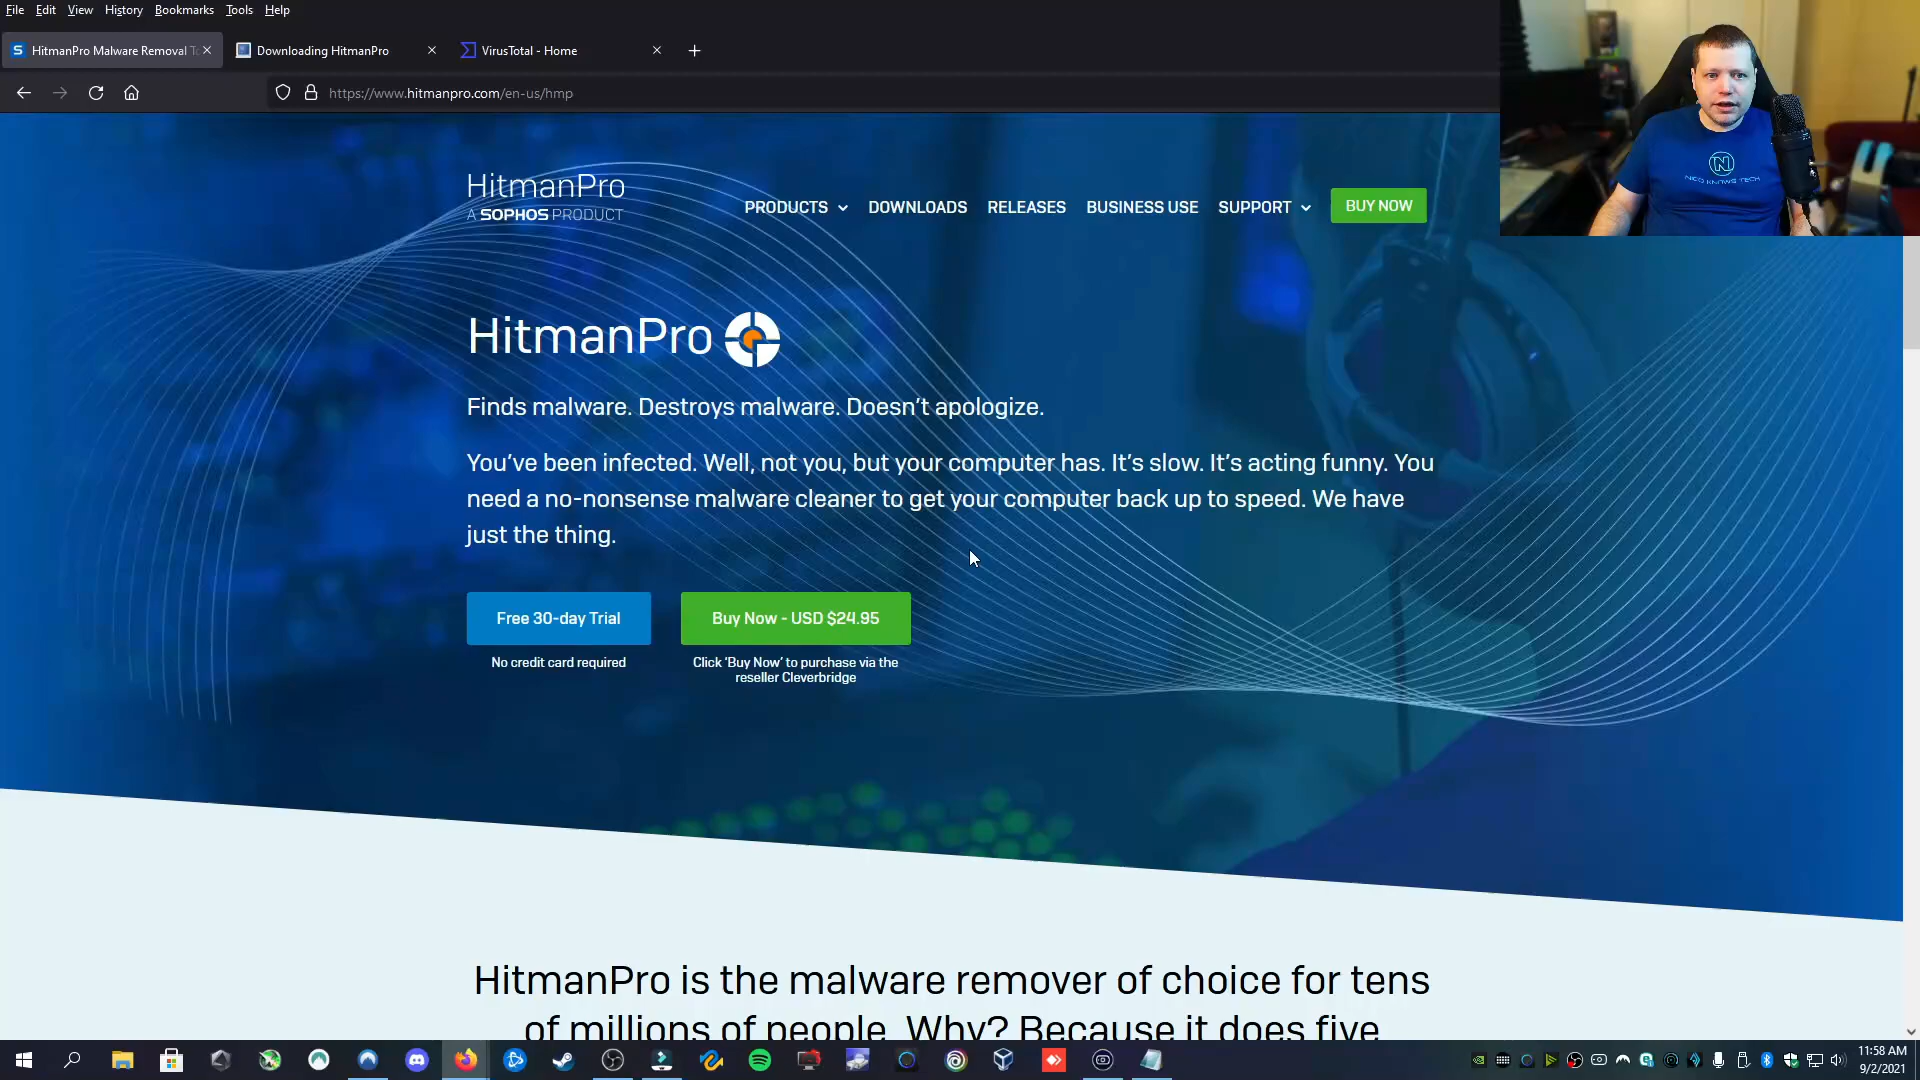 File Edit View History Bookmarks Tools Help
HitmanPro Malware Removal T
Downloading HitmanPro
VirusTotal - Home
https://www.hitmanpro.com/en-us/hmp
HitmanPro
A SOPHOS PRODUCT
PRODUCTS DOWNLOADS RELEASES BUSINESS USE SUPPORT BUY NOW
NICO KNOWS TECH
HitmanPro
Finds malware. Destroys malware. Doesn't apologize.
You've been infected. Well, not you, but your computer has. It's slow. It's acting funny. You
need a no-nonsense malware cleaner to get your computer back up to speed. We have
just the thing.
Free 30-day Trial
Buy Now - USD $24.95
No credit card required
Click 'Buy Now' to purchase via the
reseller Cleverbridge
HitmanPro is the malware remover of choice for tens
of millions of people. Why? Because it does five
11:58 AM
9/2/2021